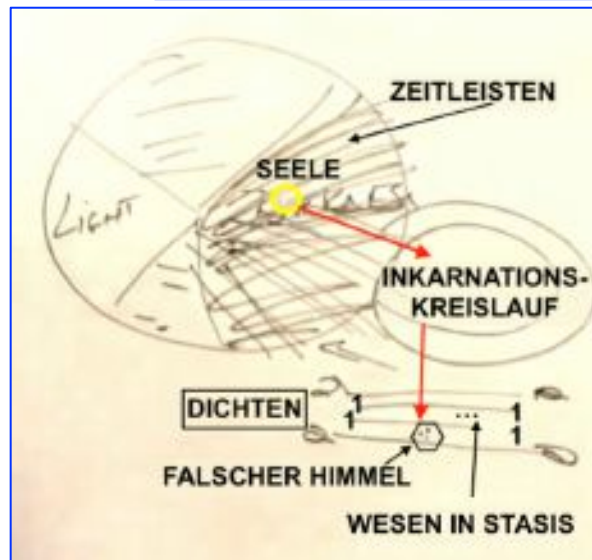 ZEITLEISTEN
SEELE
LIGHT
INKARNATIONS-
KREISLAUF
DICHTEN
1 1
1 ... 1
FALSCHER HIMMEL
WESEN IN STASIS